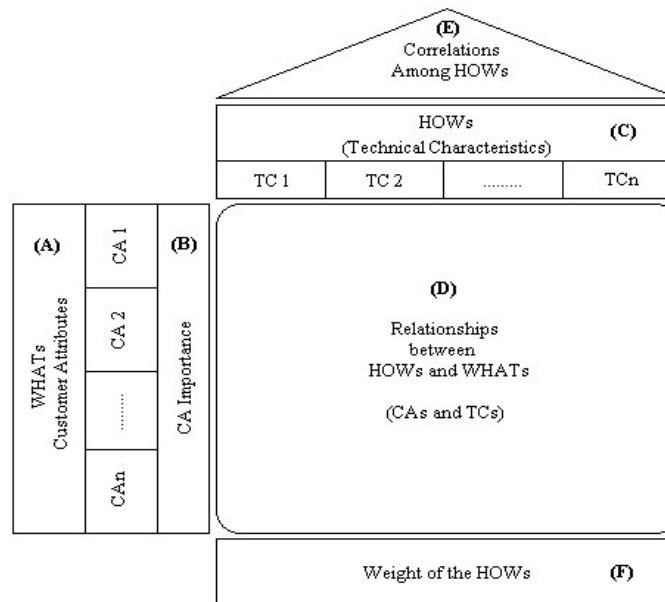 (E)
Correlations
Among HOWs
HOWs (C)
(Technical Characteristics)
TC 1 TC 2 ......... TCn
(A)
WHATs
Customer Attributes
CA 1
CA 2
.........
CAn
(B)
CA Importance
(D)
Relationships
between
HOWs and WHATs
(CAs and TCs)
Weight of the HOWs (F)